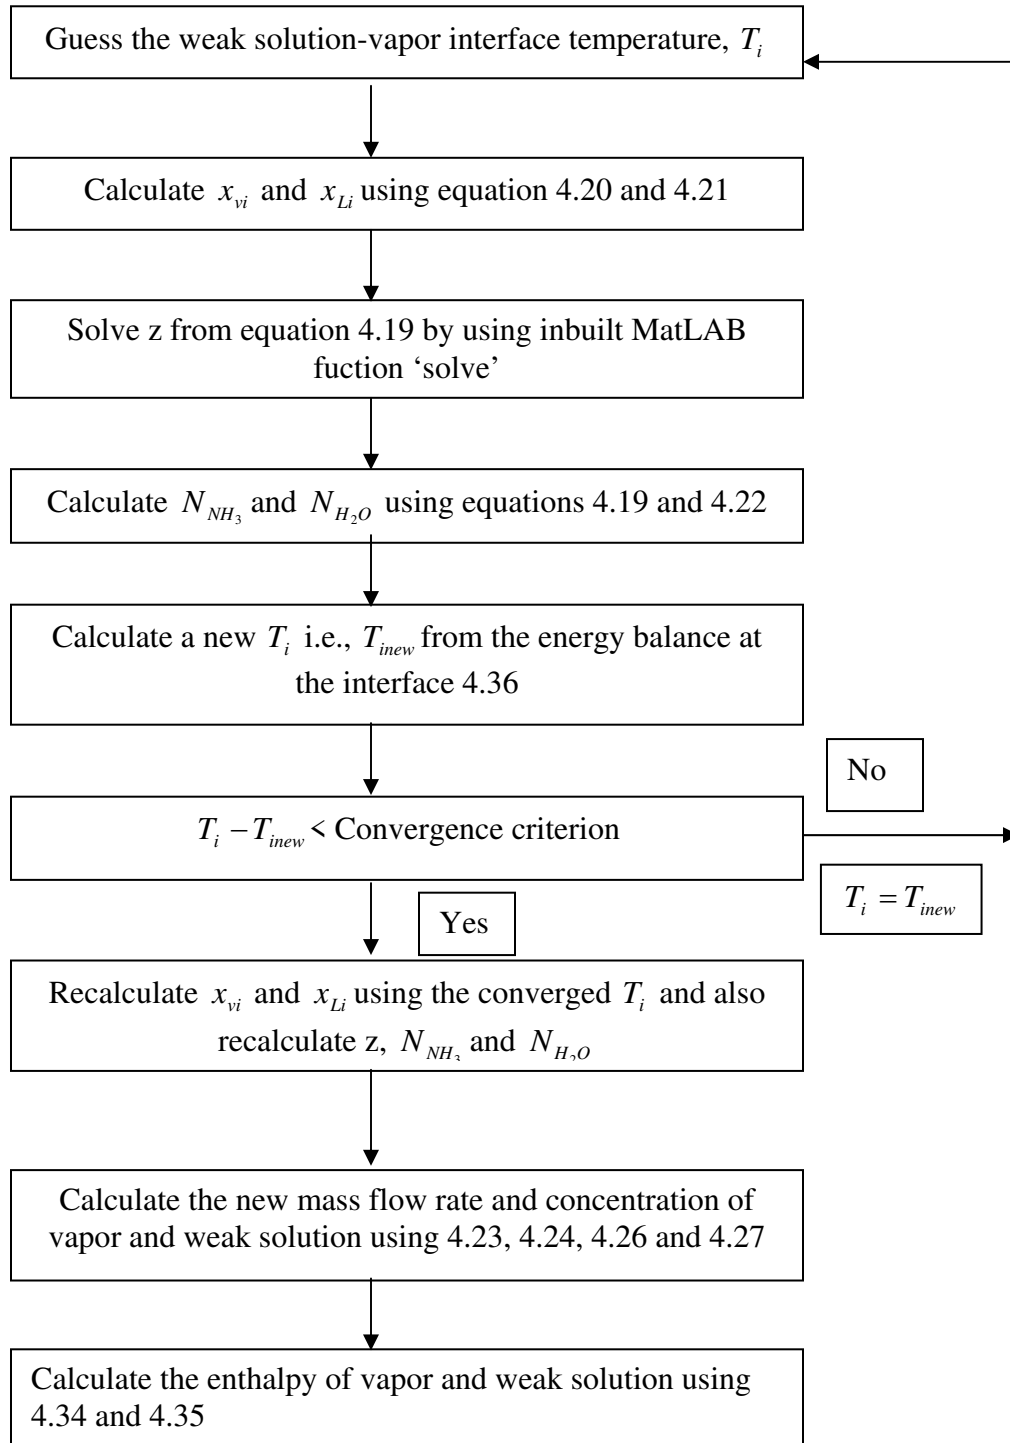 Guess the weak solution-vapor interface temperature, T_i
Calculate x_vi and x_Li using equation 4.20 and 4.21
Solve z from equation 4.19 by using inbuilt MatLAB
fuction ‘solve’
Calculate N_NH_3 and N_H_2O using equations 4.19 and 4.22
Calculate a new T_i i.e., T_inew from the energy balance at
the interface 4.36
No
T_i − T_inew < Convergence criterion
T_i = T_inew
Yes
Recalculate x_vi and x_Li using the converged T_i and also
recalculate z, N_NH_3 and N_H_2O
Calculate the new mass flow rate and concentration of
vapor and weak solution using 4.23, 4.24, 4.26 and 4.27
Calculate the enthalpy of vapor and weak solution using
4.34 and 4.35